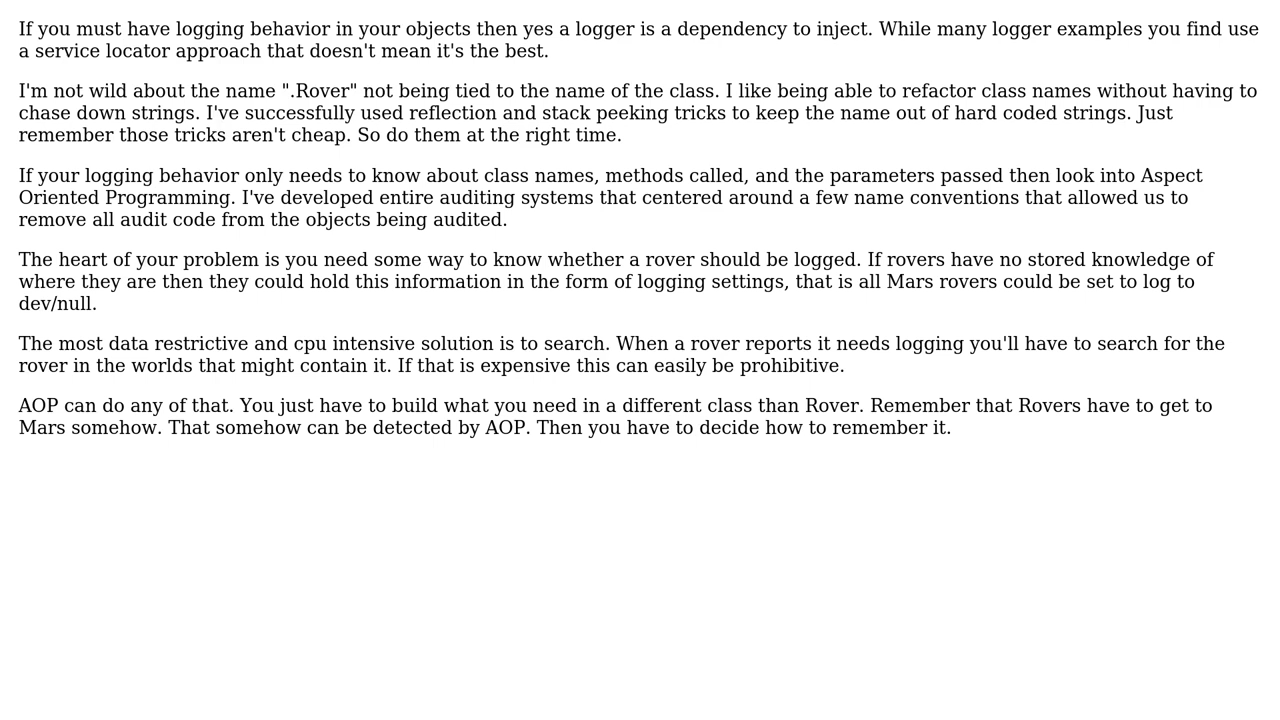 If you must have logging behavior in your objects then yes a logger is a dependency to inject. While many logger examples you find use
a service locator approach that doesn't mean it's the best.
I'm not wild about the name ".Rover" not being tied to the name of the class. I like being able to refactor class names without having to
chase down strings. I've successfully used reflection and stack peeking tricks to keep the name out of hard coded strings. Just
remember those tricks aren't cheap. So do them at the right time.
If your logging behavior only needs to know about class names, methods called, and the parameters passed then look into Aspect
Oriented Programming. I've developed entire auditing systems that centered around a few name conventions that allowed us to
remove all audit code from the objects being audited.
The heart of your problem is you need some way to know whether a rover should be logged. If rovers have no stored knowledge of
where they are then they could hold this information in the form of logging settings, that is all Mars rovers could be set to log to
dev/null.
The most data restrictive and cpu intensive solution is to search. When a rover reports it needs logging you'll have to search for the
rover in the worlds that might contain it. If that is expensive this can easily be prohibitive.
AOP can do any of that. You just have to build what you need in a different class than Rover. Remember that Rovers have to get to
Mars somehow. That somehow can be detected by AOP. Then you have to decide how to remember it.